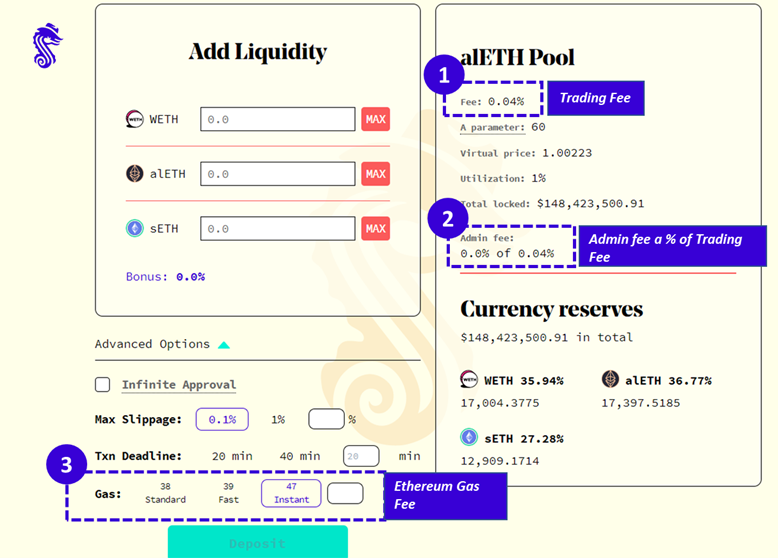 Add Liquidity
WETH 0.0 MAX
alETH 0.0 MAX
sETH 0.0 MAX
Bonus: 0.0%
Advanced Options
Infinite Approval
Max Slippage: 0.1% 1% %
Txn Deadline: 20 min 40 min 20 min
3
Gas: 38 39 47
Standard Fast Instant
Ethereum Gas
Fee
Deposit
alETH Pool
1
Fee: 0.04%
Trading Fee
A parameter: 60
Virtual price: 1.00223
Utilization: 1%
Total locked: $148,423,500.91
2
Admin fee:
0.0% of 0.04%
Admin fee a % of Trading
Fee
Currency reserves
$148,423,500.91 in total
WETH WETH 35.94% alETH 36.77%
17,004.3775 17,397.5185
sETH 27.28%
12,909.1714